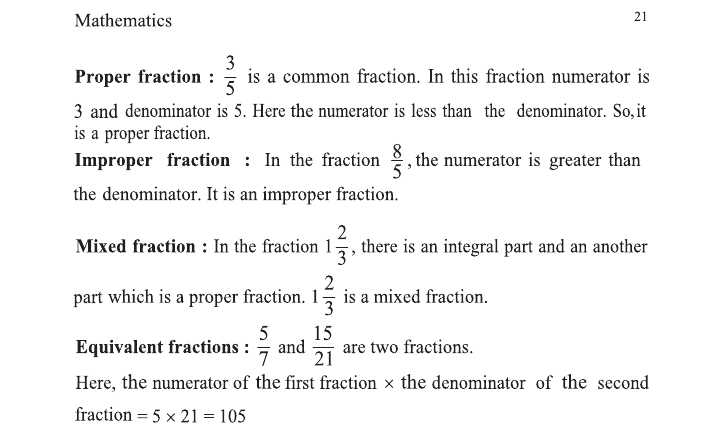 Mathematics 21
Proper fraction : 3/5 is a common fraction. In this fraction numerator is
3 and denominator is 5. Here the numerator is less than the denominator. So,it
is a proper fraction.
Improper fraction : In the fraction 8/5, the numerator is greater than
the denominator. It is an improper fraction.
Mixed fraction : In the fraction 1 2/3, there is an integral part and an another
part which is a proper fraction. 1 2/3 is a mixed fraction.
Equivalent fractions : 5/7 and 15/21 are two fractions.
Here, the numerator of the first fraction × the denominator of the second
fraction = 5 × 21 = 105